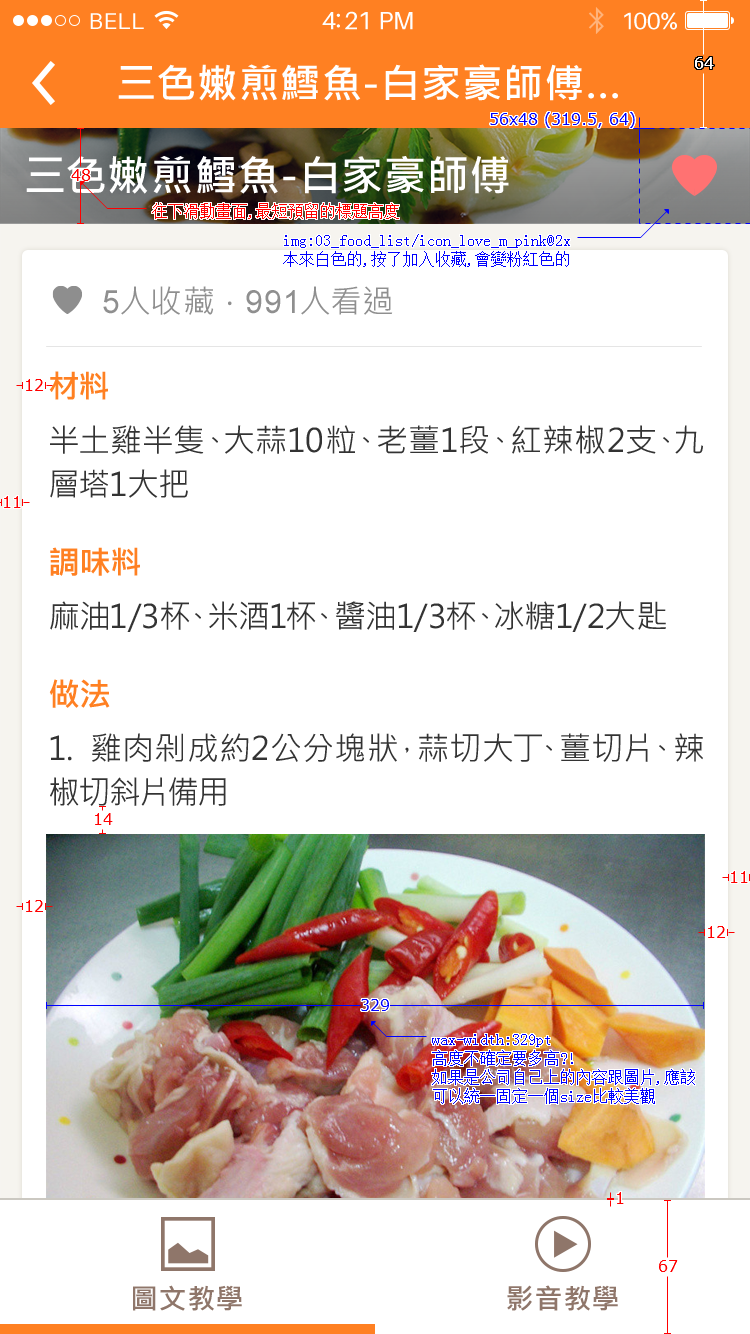 BELL 4:21 PM 100%
64
三色嫩煎鱈魚-白家豪師傅...
56x48 (319.5, 64)
三色嫩煎鱈魚-白家豪師傅
48
往下滑動畫面,最短預留的標題高度
img:03_food_list/icon_love_m_pink@2x
本來白色的,按了加入收藏,會變粉紅色的
5人收藏 · 991人看過
12
材料
半土雞半隻、大蒜10粒、老薑1段、紅辣椒2支、九
層塔1大把
11
調味料
麻油1/3杯、米酒1杯、醬油1/3杯、冰糖1/2大匙
做法
1. 雞肉剁成約2公分塊狀，蒜切大丁、薑切片、辣
椒切斜片備用
14
11
12
12
329
wax-width:329pt
高度不確定要多高?!
如果是公司自己上的內容跟圖片,應該
可以統一固定一個size比較美觀
1
67
圖文教學
影音教學